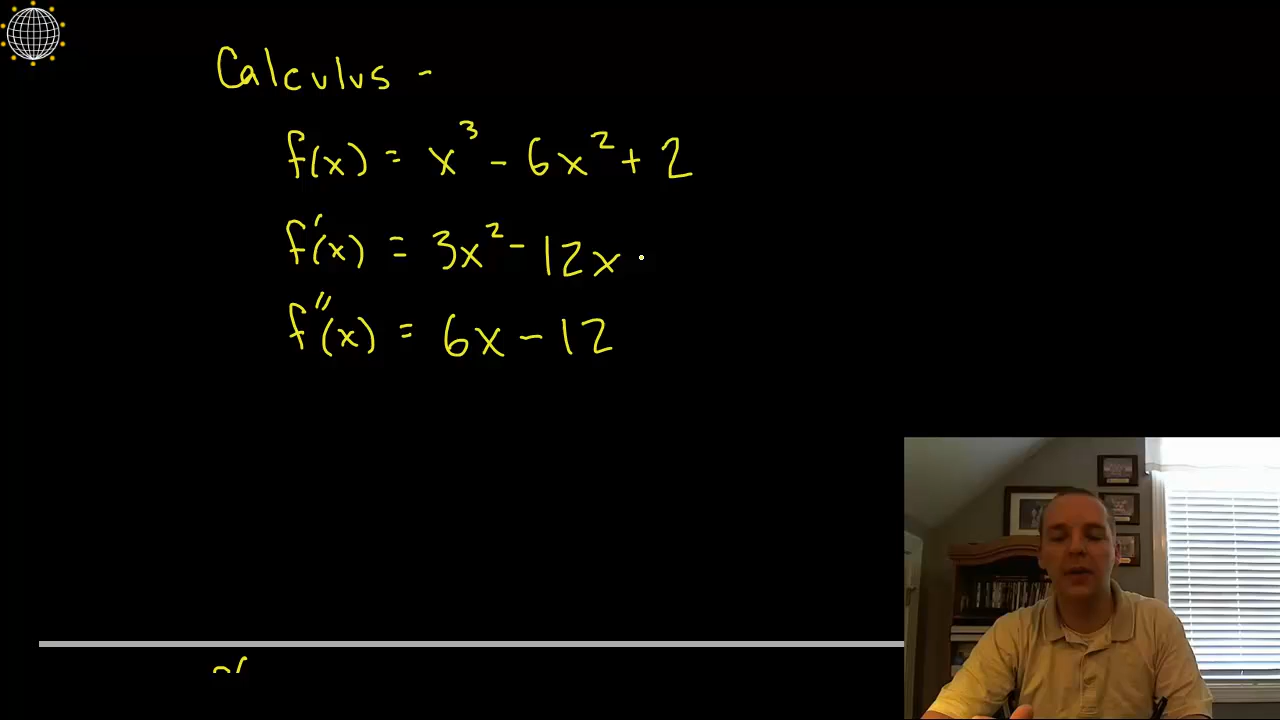 Calculus -
f(x) = x³ - 6x² + 2
f'(x) = 3x² - 12x
f''(x) = 6x - 12